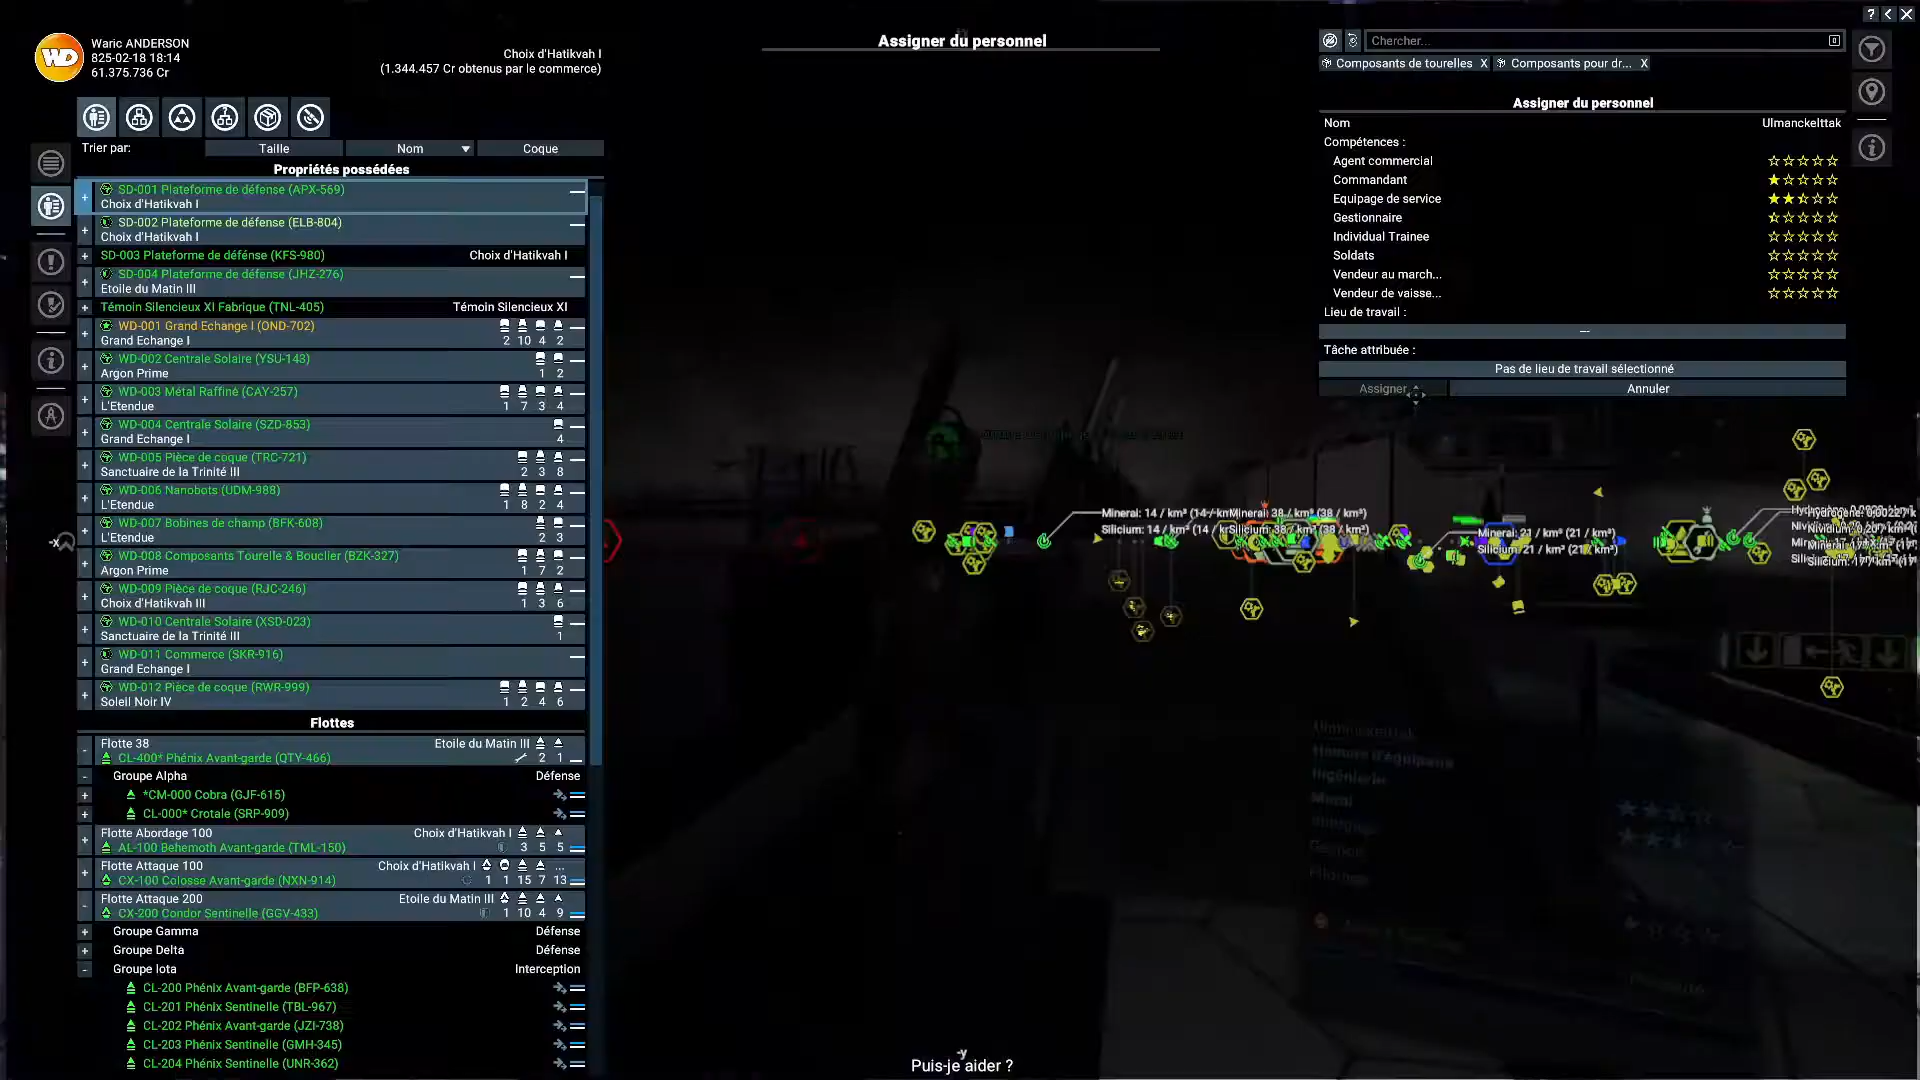 Waric ANDERSON
825-02-18 18:14
61.375.736 Cr
Choix d'Hatikvah I
(1.344.457 Cr obtenus par le commerce)
Trier par:
Taille
Nom
Coque
Propriétés possédées
SD-001 Plateforme de défense (APX-569)
Choix d'Hatikvah I
SD-002 Plateforme de défense (ELB-804)
Choix d'Hatikvah I
SD-003 Plateforme de défense (KFS-980) Choix d'Hatikvah I
SD-004 Plateforme de défense (JHZ-276)
Etoile du Matin III
Témoin Silencieux XI Fabrique (TNL-405) Témoin Silencieux XI
WD-001 Grand Echange I (OND-702)
Grand Echange I 2 10 4 2
WD-002 Centrale Solaire (YSU-143)
Argon Prime 1 2
WD-003 Métal Raffiné (CAY-257)
L'Etendue 1 7 3 4
WD-004 Centrale Solaire (SZD-853)
Grand Echange I 4
WD-005 Pièce de coque (TRC-721)
Sanctuaire de la Trinité III 2 3 8
WD-006 Nanobots (UDM-988)
L'Etendue 1 8 2 4
WD-007 Bobines de champ (BFK-608)
L'Etendue 2 3
WD-008 Composants Tourelle & Bouclier (BZK-327)
Argon Prime 1 7 2
WD-009 Pièce de coque (RJC-246)
Choix d'Hatikvah III 1 3 6
WD-010 Centrale Solaire (XSD-023)
Sanctuaire de la Trinité III 1
WD-011 Commerce (SKR-916)
Grand Echange I
WD-012 Pièce de coque (RWR-999)
Soleil Noir IV 1 2 4 6
Flottes
Flotte 38 Etoile du Matin III
CL-400* Phénix Avant-garde (QTY-466) 2 1
Groupe Alpha Défense
*CM-000 Cobra (GJF-615)
CL-000* Crotale (SRP-909)
Flotte Abordage 100 Choix d'Hatikvah I
AL-100 Behemoth Avant-garde (TML-150) 3 5 5
Flotte Attaque 100 Choix d'Hatikvah I ...
CX-100 Colosse Avant-garde (NXN-914) 1 1 15 7 13
Flotte Attaque 200 Etoile du Matin III
CX-200 Condor Sentinelle (GGV-433) 1 10 4 9
Groupe Gamma Défense
Groupe Delta Défense
Groupe Iota Interception
CL-200 Phénix Avant-garde (BFP-638)
CL-201 Phénix Sentinelle (TBL-967)
CL-202 Phénix Avant-garde (JZI-738)
CL-203 Phénix Sentinelle (GMH-345)
CL-204 Phénix Sentinelle (UNR-362)
Assigner du personnel
-x
Minerai: 14 / km³
Silicium: 14 / km³
Minerai: 38 / km³ (38 / km³)
Silicium: 38 / km³ (38 / km³)
Minerai: 21 / km³ (21 / km³)
Silicium: 21 / km³ (21 / km³)
-y
Puis-je aider ?
Chercher...
Composants de tourelles X
Composants pour dr... X
Assigner du personnel
Nom Ulmanckelttak
Compétences :
Agent commercial
Commandant
Equipage de service
Gestionnaire
Individual Trainee
Soldats
Vendeur au march...
Vendeur de vaisse...
Lieu de travail :
---
Tâche attribuée :
Pas de lieu de travail sélectionné
Assigner
Annuler